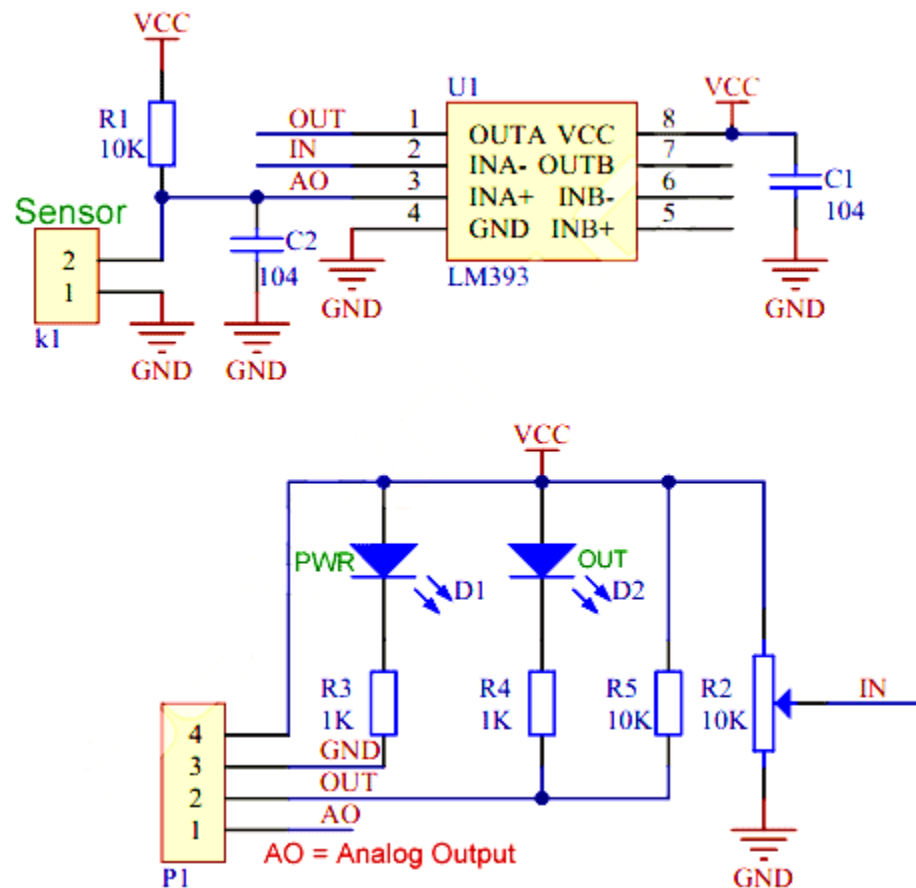 VCC
R1
10K
Sensor
2
1
k1
GND
C2
104
GND
OUT
IN
AO
1
2
3
4
GND
U1
OUTA VCC
INA- OUTB
INA+ INB-
GND INB+
LM393
8
7
6
5
VCC
C1
104
GND
VCC
PWR
D1
OUT
D2
R3
1K
R4
1K
R5
10K
R2
10K
IN
GND
4
3
2
1
GND
OUT
AO
P1
AO = Analog Output